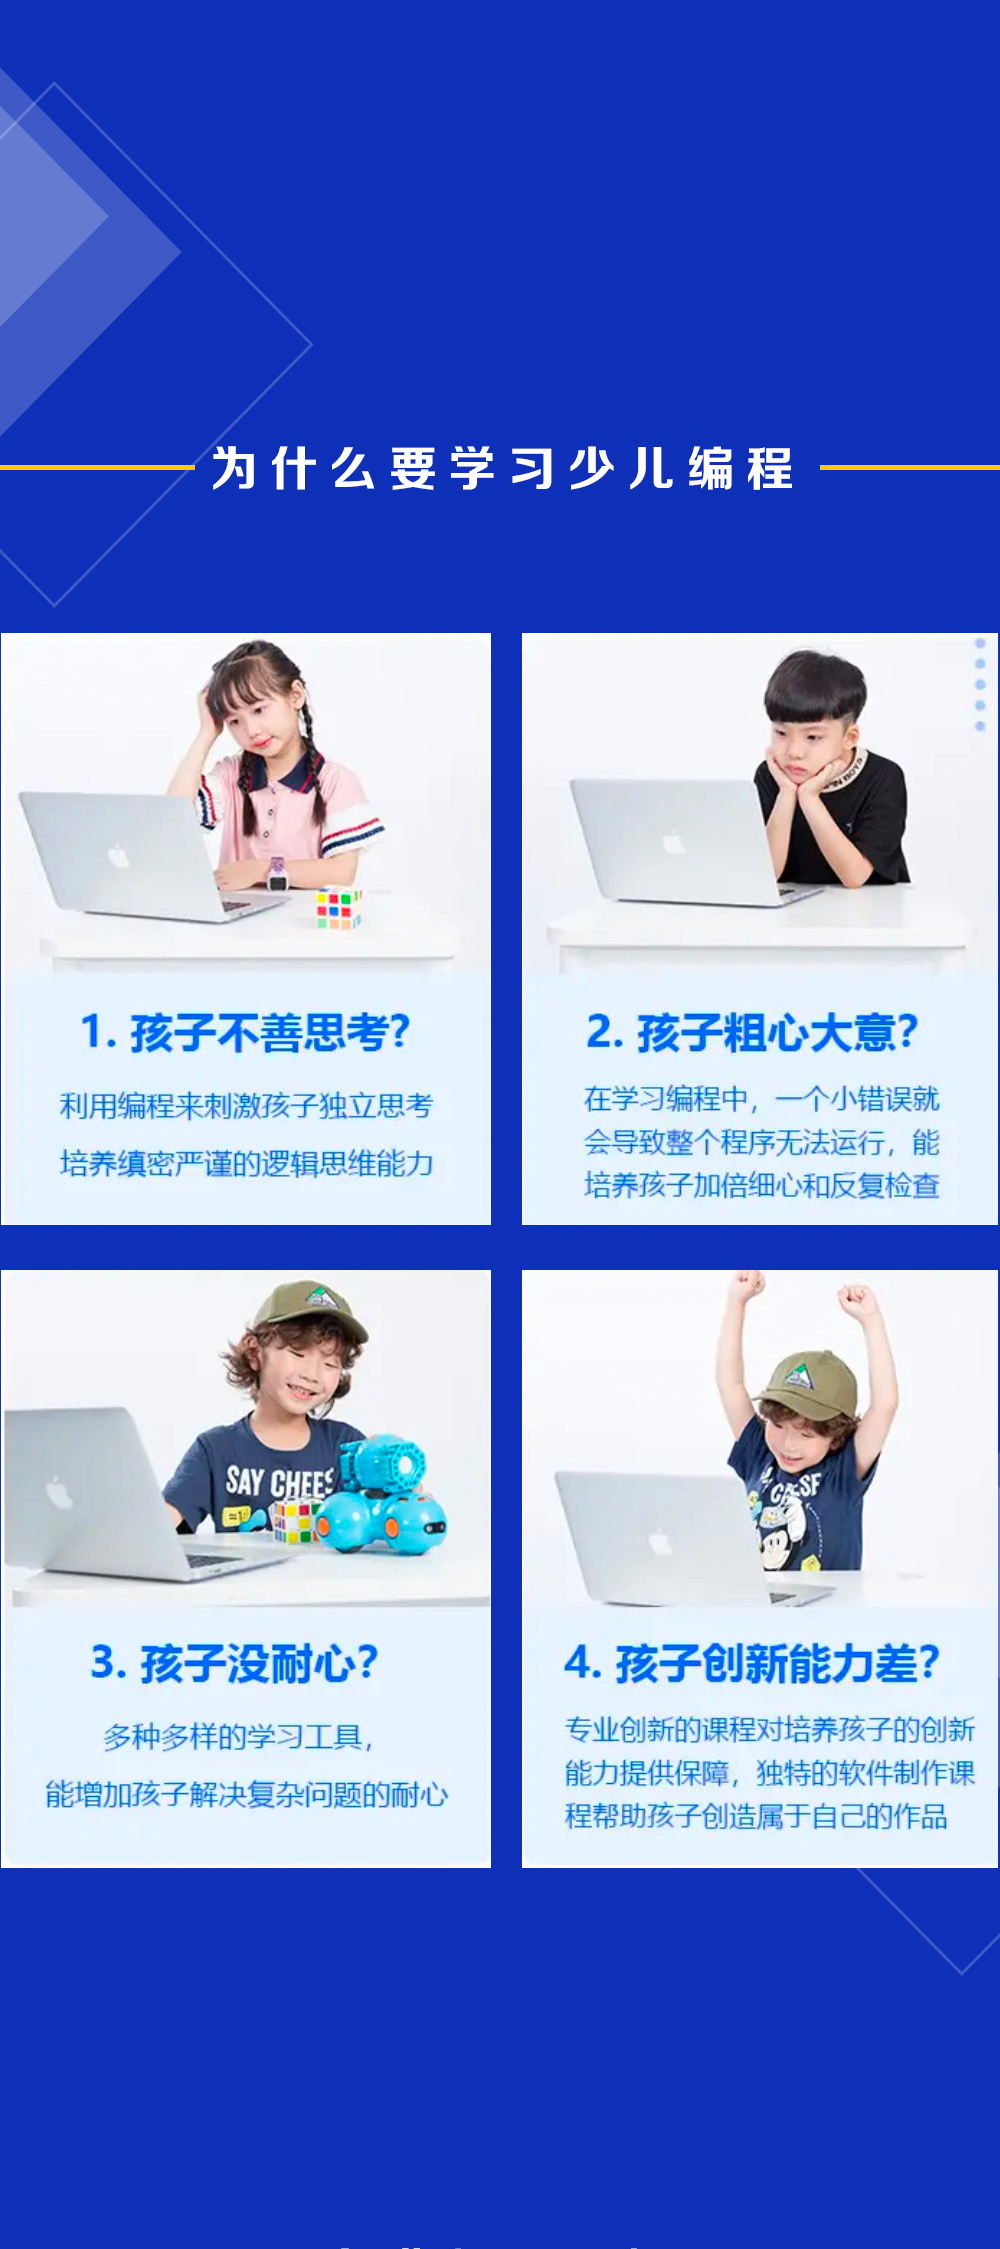 为什么要学习少儿编程
1. 孩子不善思考?
利用编程来刺激孩子独立思考
培养缜密严谨的逻辑思维能力
2. 孩子粗心大意?
在学习编程中，一个小错误就
会导致整个程序无法运行，能
培养孩子加倍细心和反复检查
SAY CHEES
3. 孩子没耐心?
多种多样的学习工具，
能增加孩子解决复杂问题的耐心
4. 孩子创新能力差?
专业创新的课程对培养孩子的创新
能力提供保障，独特的软件制作课
程帮助孩子创造属于自己的作品